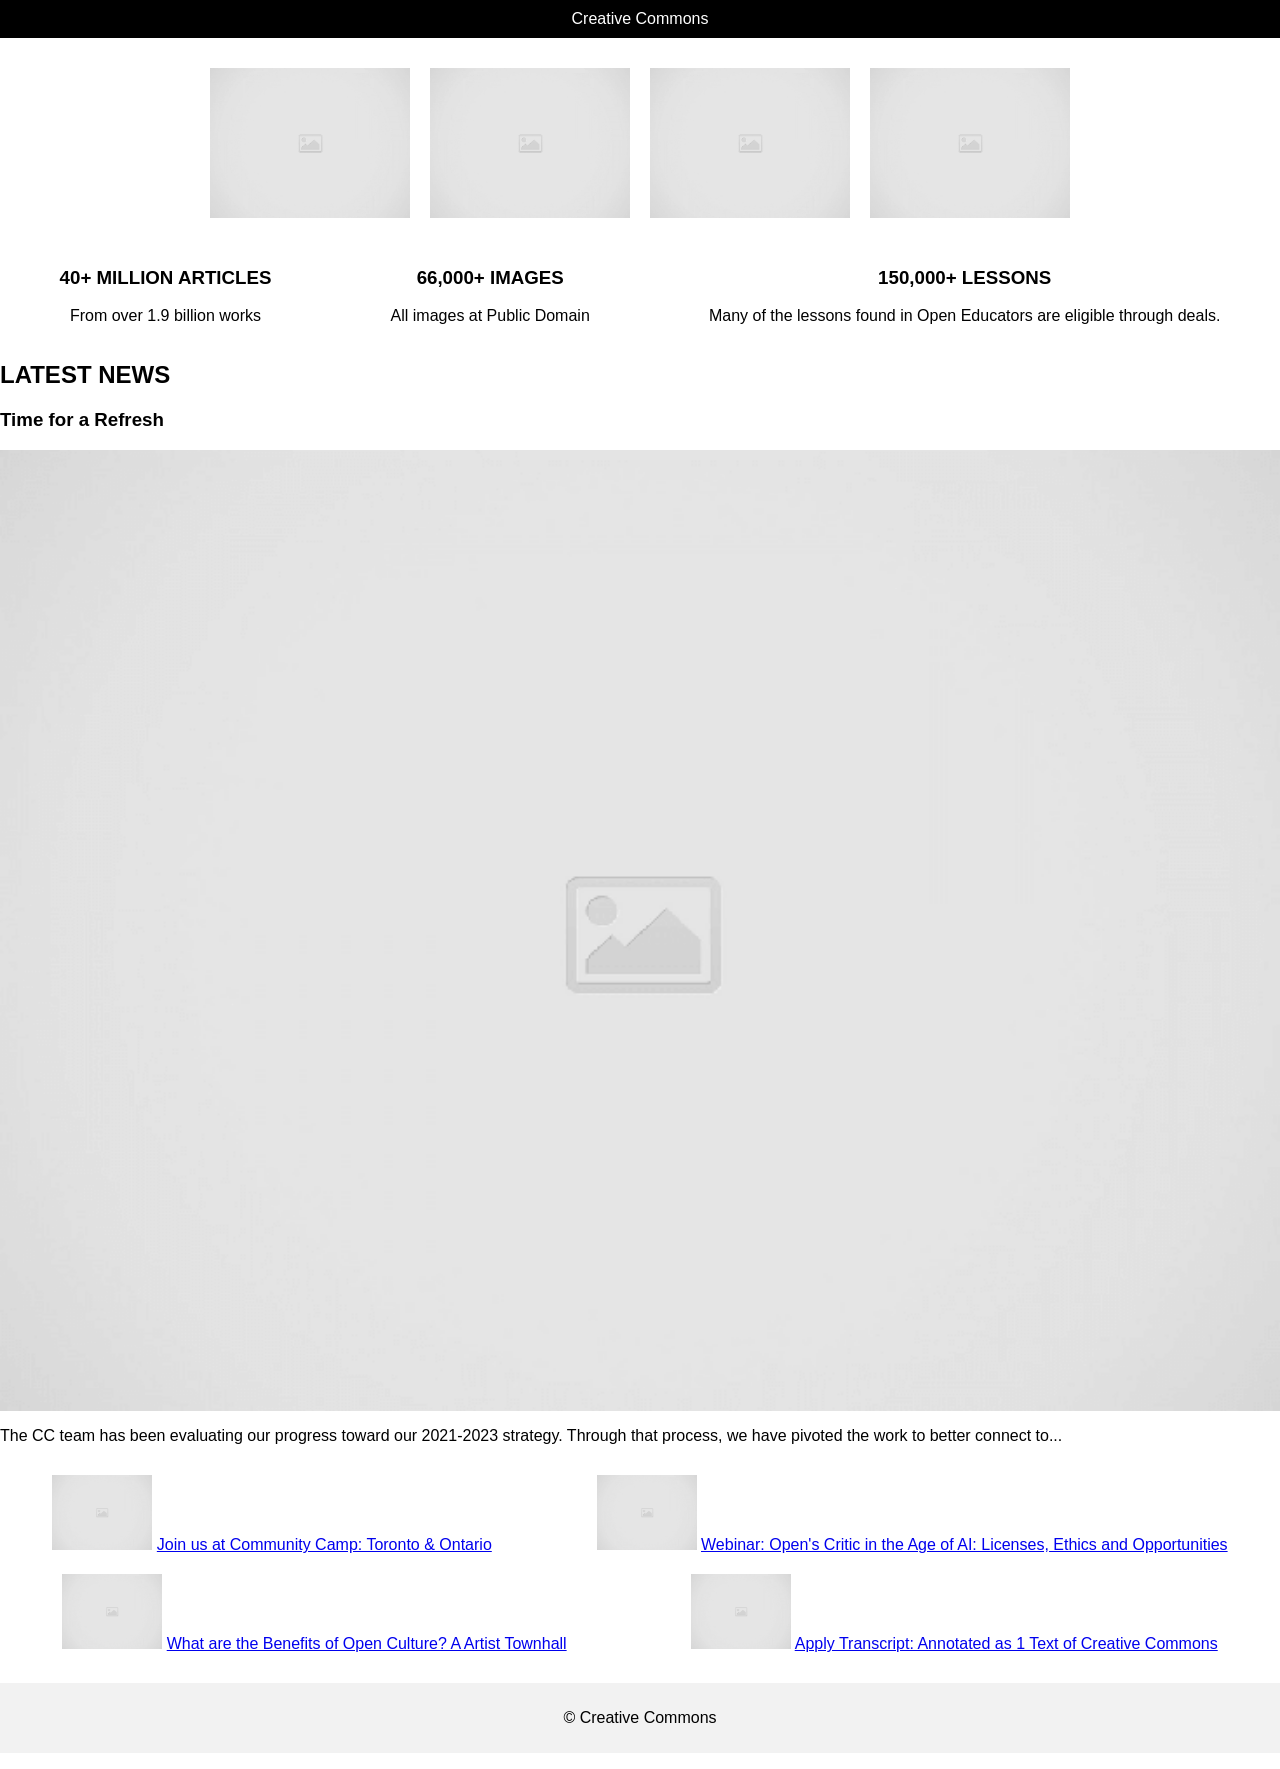 Creative Commons
40+ MILLION ARTICLES
From over 1.9 billion works
66,000+ IMAGES
All images at Public Domain
150,000+ LESSONS
Many of the lessons found in Open Educators are eligible through deals.
LATEST NEWS
Time for a Refresh
The CC team has been evaluating our progress toward our 2021-2023 strategy. Through that process, we have pivoted the work to better connect to...
Join us at Community Camp: Toronto & Ontario
Webinar: Open's Critic in the Age of AI: Licenses, Ethics and Opportunities
What are the Benefits of Open Culture? A Artist Townhall
Apply Transcript: Annotated as 1 Text of Creative Commons
© Creative Commons